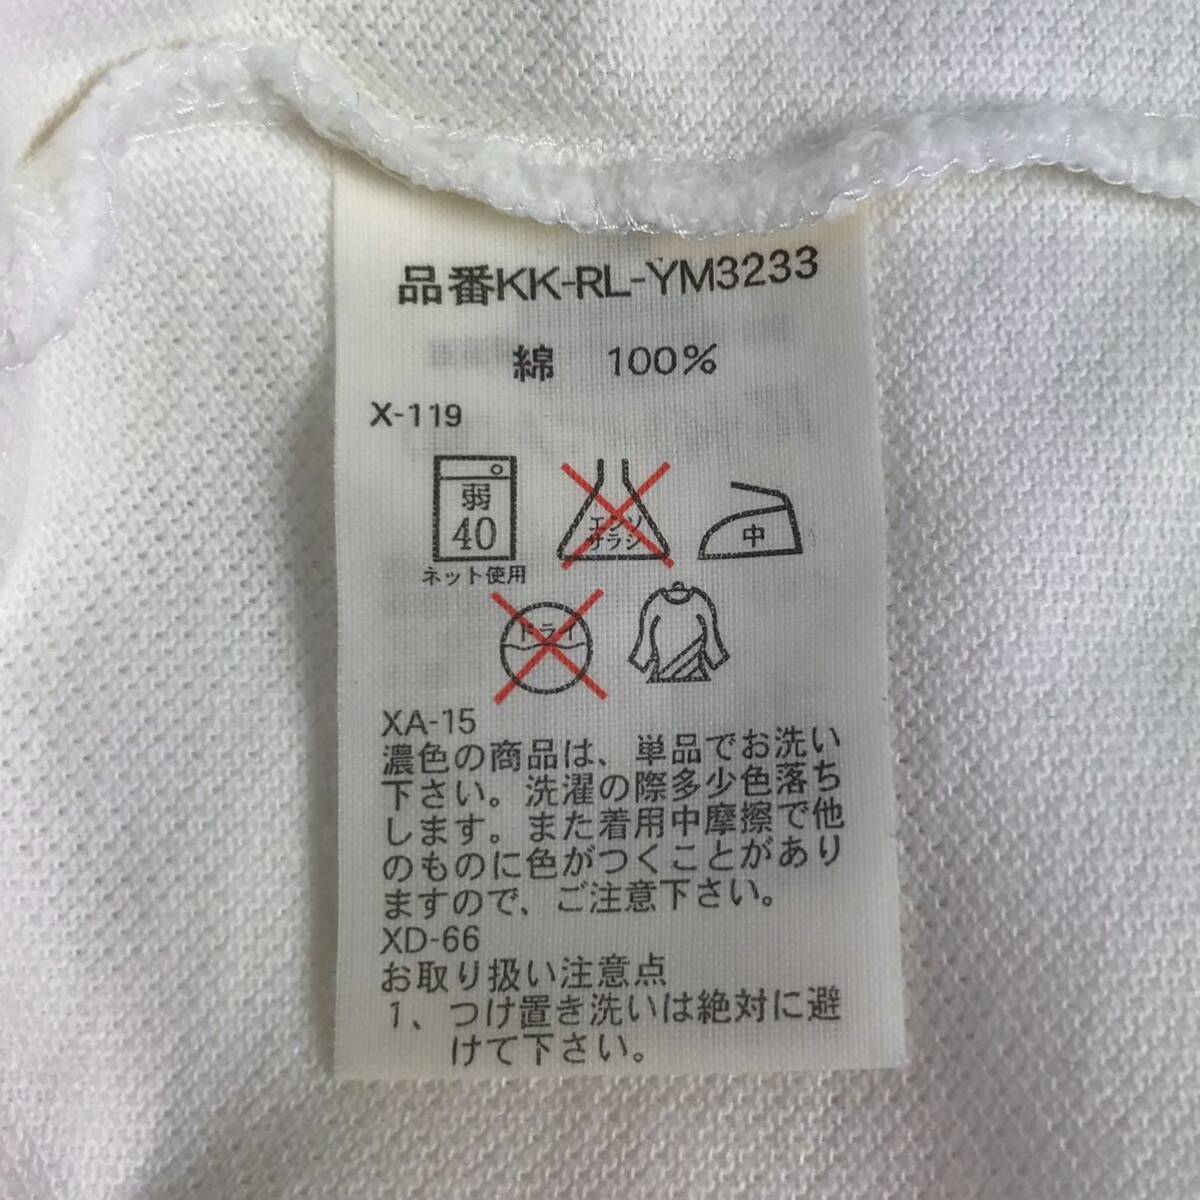 品番KK-RL-YM3233
綿 100%
X-119
弱
40
ネット使用
エンソ
サラシ
中
ドライ
XA-15
濃色の商品は、単品でお洗い
下さい。洗濯の際多少色落ち
します。また着用中摩擦で他
のものに色がつくことがあり
ますので、ご注意下さい。
XD-66
お取り扱い注意点
1、つけ置き洗いは絶対に避
けて下さい。